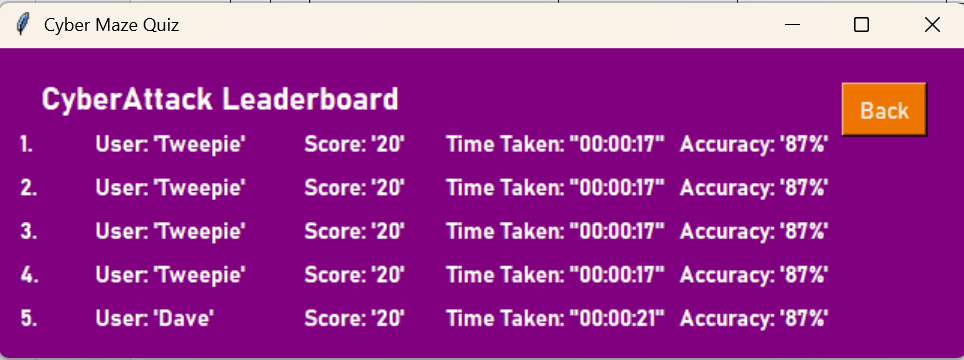 Cyber Maze Quiz
CyberAttack Leaderboard
Back
1. User: 'Tweepie' Score: '20' Time Taken: "00:00:17" Accuracy: '87%'
2. User: 'Tweepie' Score: '20' Time Taken: "00:00:17" Accuracy: '87%'
3. User: 'Tweepie' Score: '20' Time Taken: "00:00:17" Accuracy: '87%'
4. User: 'Tweepie' Score: '20' Time Taken: "00:00:17" Accuracy: '87%'
5. User: 'Dave' Score: '20' Time Taken: "00:00:21" Accuracy: '87%'